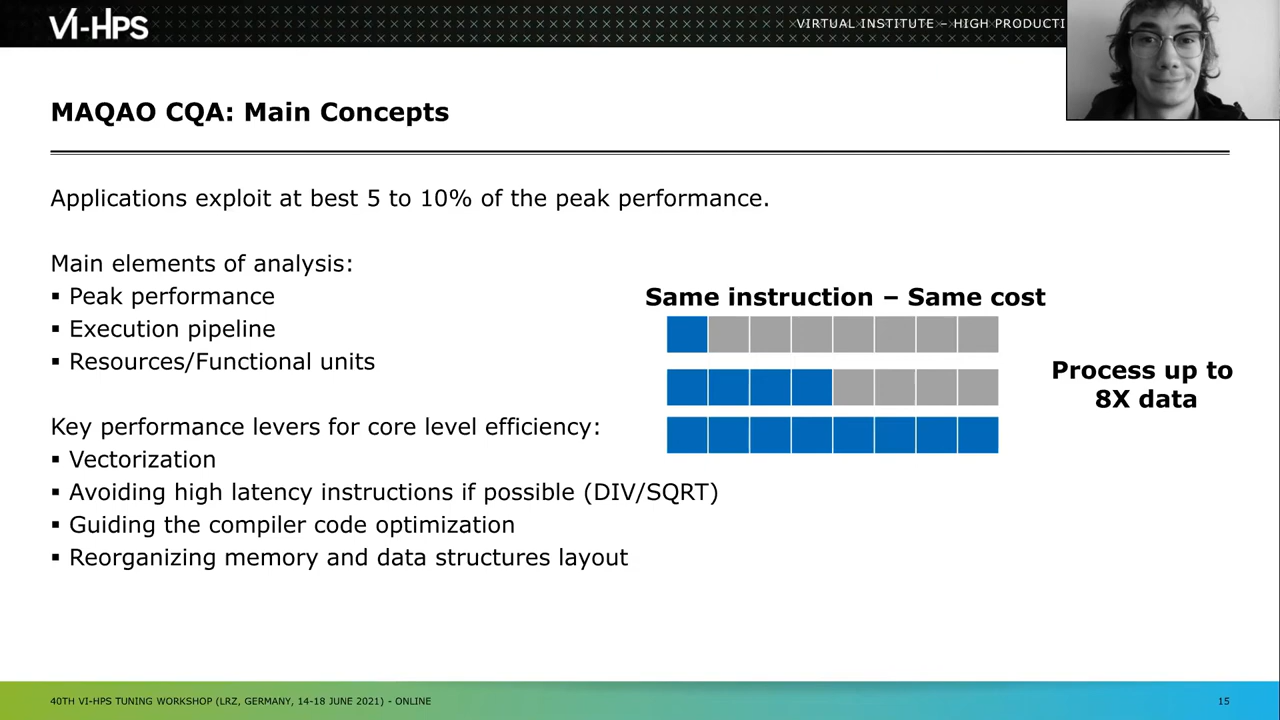 VI-HPS
VIRTUAL INSTITUTE – HIGH PRODUCTI
MAQAO CQA: Main Concepts
Applications exploit at best 5 to 10% of the peak performance.
Main elements of analysis:
▪ Peak performance
▪ Execution pipeline
▪ Resources/Functional units
Key performance levers for core level efficiency:
▪ Vectorization
▪ Avoiding high latency instructions if possible (DIV/SQRT)
▪ Guiding the compiler code optimization
▪ Reorganizing memory and data structures layout
Same instruction – Same cost
Process up to
8X data
40TH VI-HPS TUNING WORKSHOP (LRZ, GERMANY, 14-18 JUNE 2021) - ONLINE
15